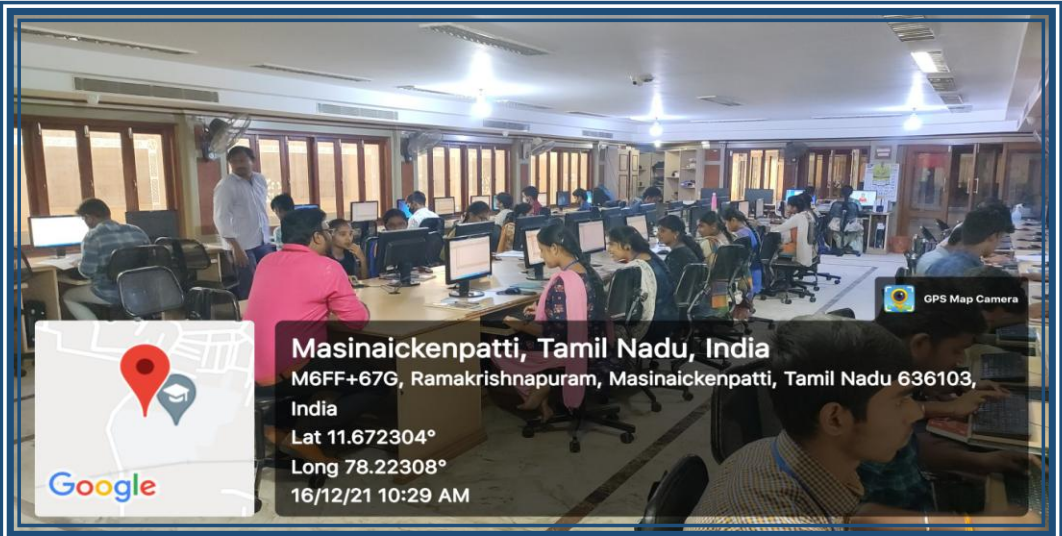 GPS Map Camera
Masinaickenpatti, Tamil Nadu, India
M6FF+67G, Ramakrishnapuram, Masinaickenpatti, Tamil Nadu 636103,
India
Lat 11.672304°
Long 78.22308°
16/12/21 10:29 AM
Google